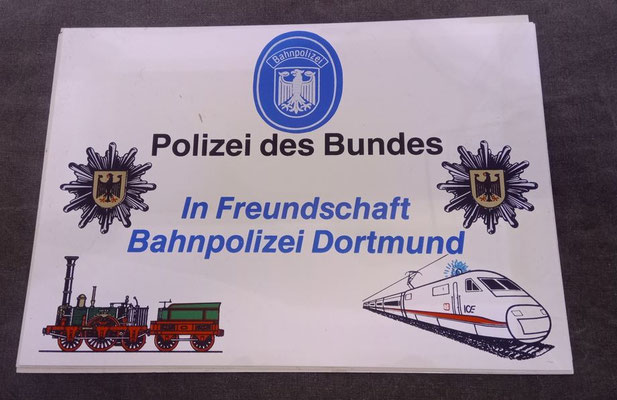 Bahnpolizei
Polizei des Bundes
In Freundschaft
Bahnpolizei Dortmund
ICE